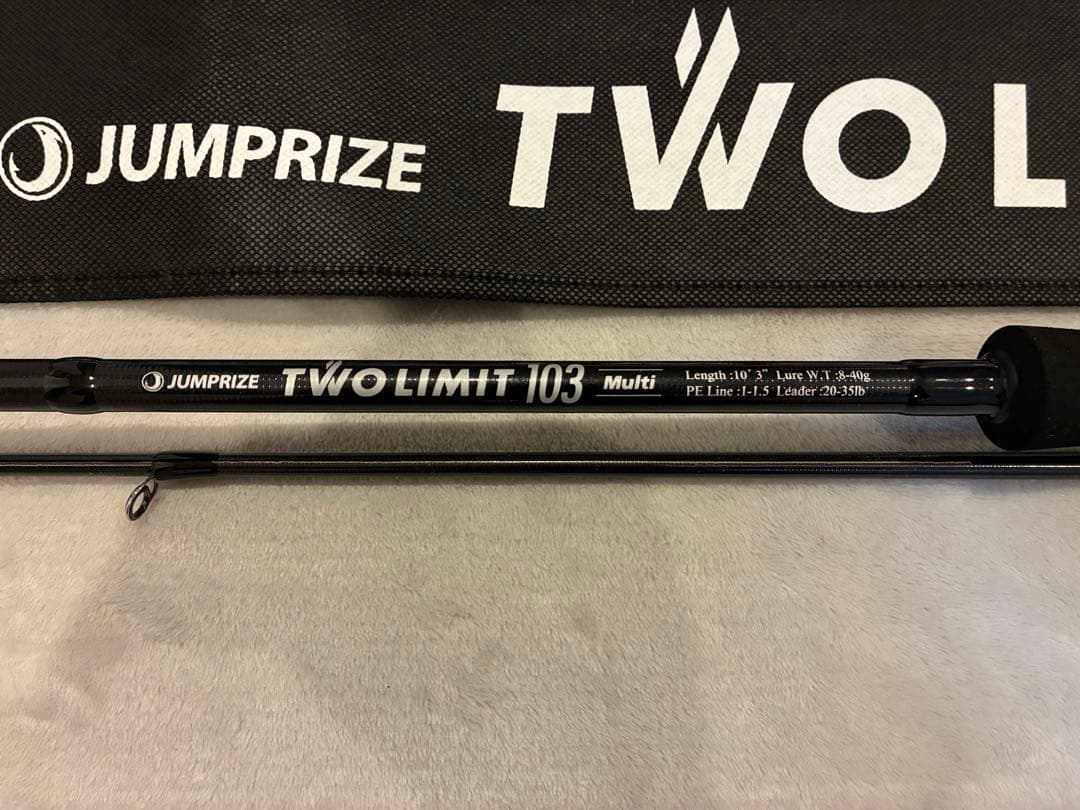 JUMPRIZE TWO L
JUMPRIZE TWO LIMIT 103 Multi
Length :10' 3" Lure W.T :8-40g
PE Line :1-1.5 Leader :20-35lb